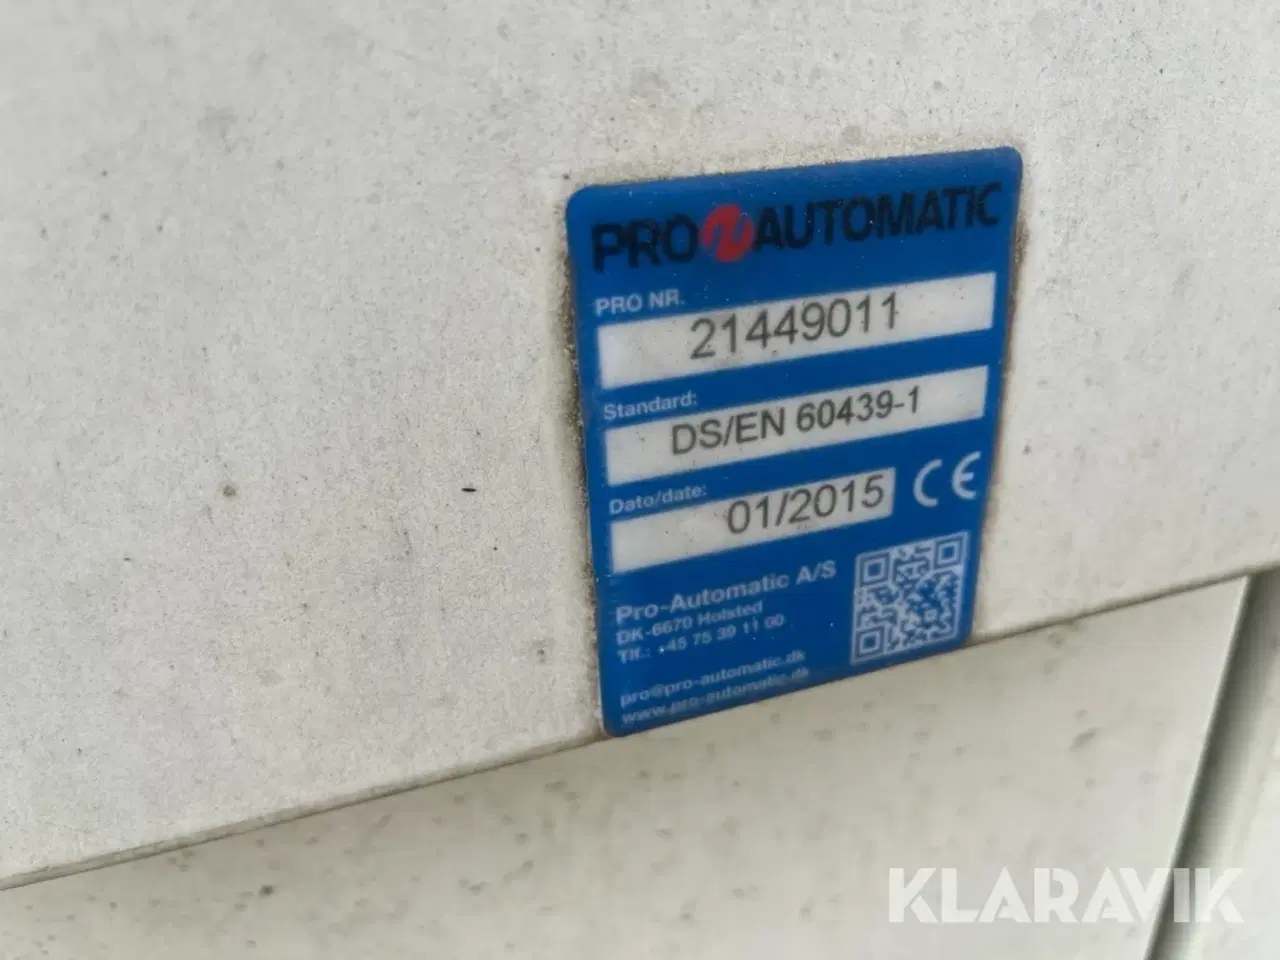 PRO AUTOMATIC
PRO NR.
21449011
Standard:
DS/EN 60439-1
Dato/date:
01/2015
CE
Pro-Automatic A/S
DK-6670 Holsted
Tlf.: +45 75 39 11 00
pro@pro-automatic.dk
www.pro-automatic.dk
KLARAVIK